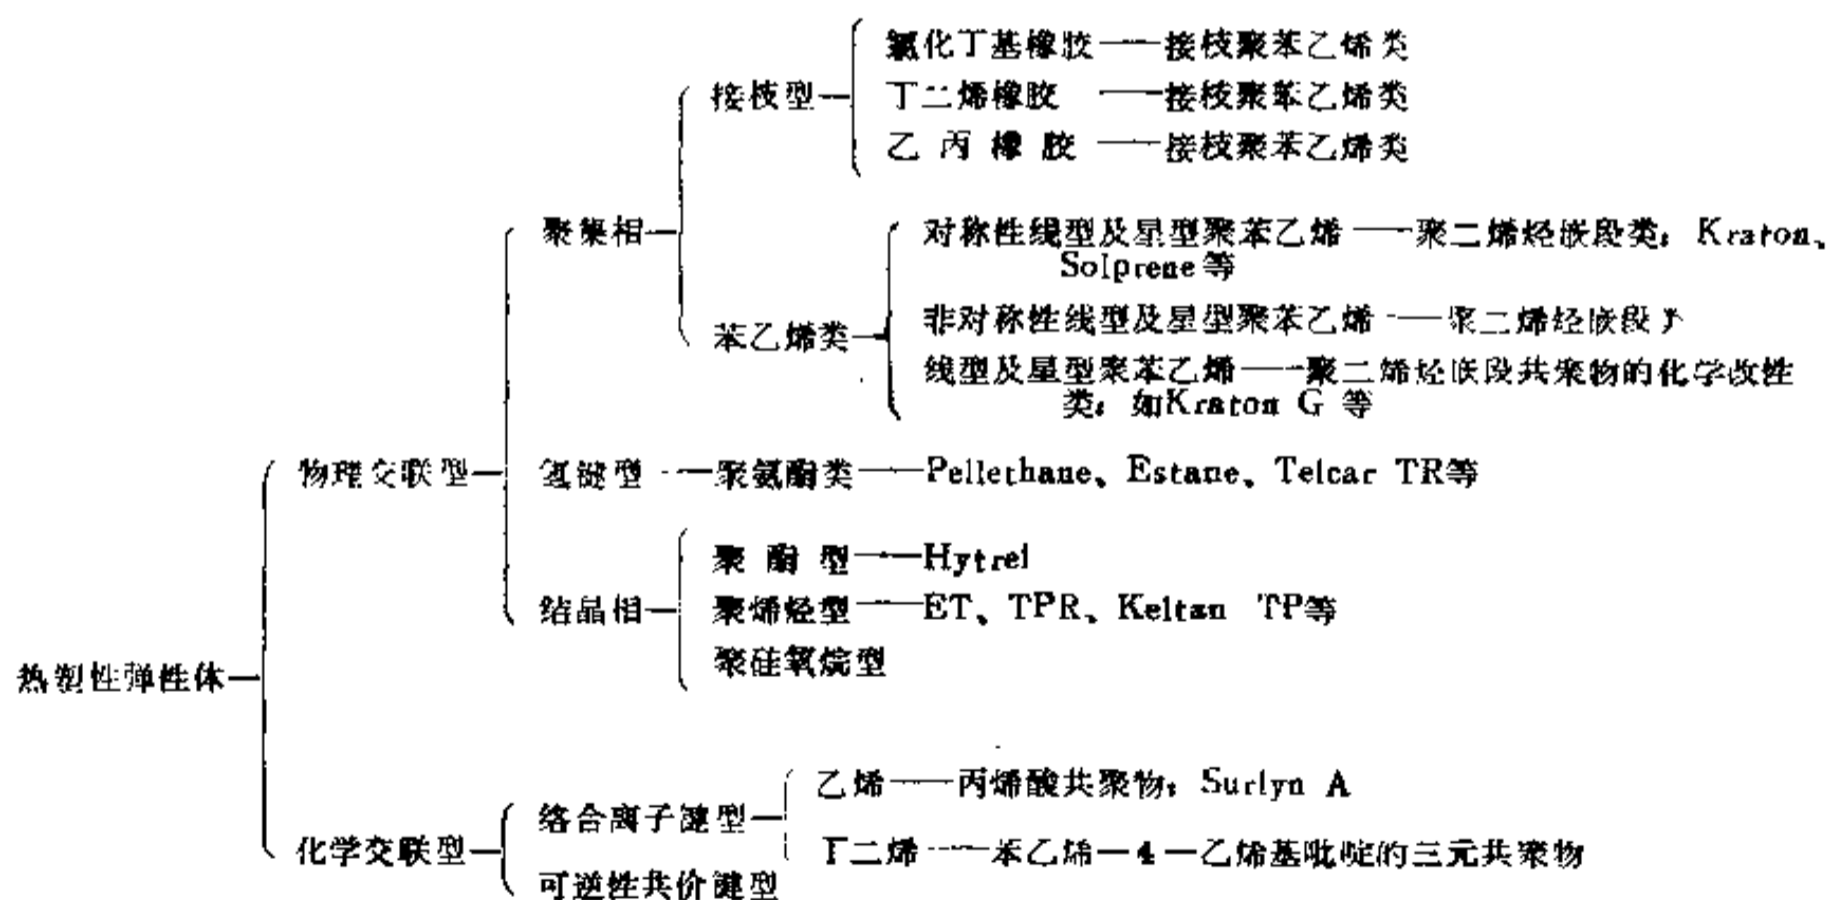 氯化丁基橡胶——接枝聚苯乙烯类
接枝型—
丁二烯橡胶 ——接枝聚苯乙烯类
乙丙橡胶 ——接枝聚苯乙烯类
聚集相—
对称性线型及星型聚苯乙烯——聚二烯烃嵌段类：Kraton、
Solprene等
非对称性线型及星型聚苯乙烯——聚二烯烃嵌段
苯乙烯类—
线型及星型聚苯乙烯——聚二烯烃嵌段共聚物的化学改性
类：如Kraton G 等
物理交联型—
氢键型——聚氨酯类——Pellethane、Estane、Telcar TR等
聚酯型——Hytrel
结晶相—
聚烯烃型——ET、TPR、Keltan TP等
聚硅氧烷型
热塑性弹性体—
乙烯——丙烯酸共聚物：Surlyn A
络合离子键型—
化学交联型—
丁二烯——苯乙烯—4—乙烯基吡啶的三元共聚物
可逆性共价键型